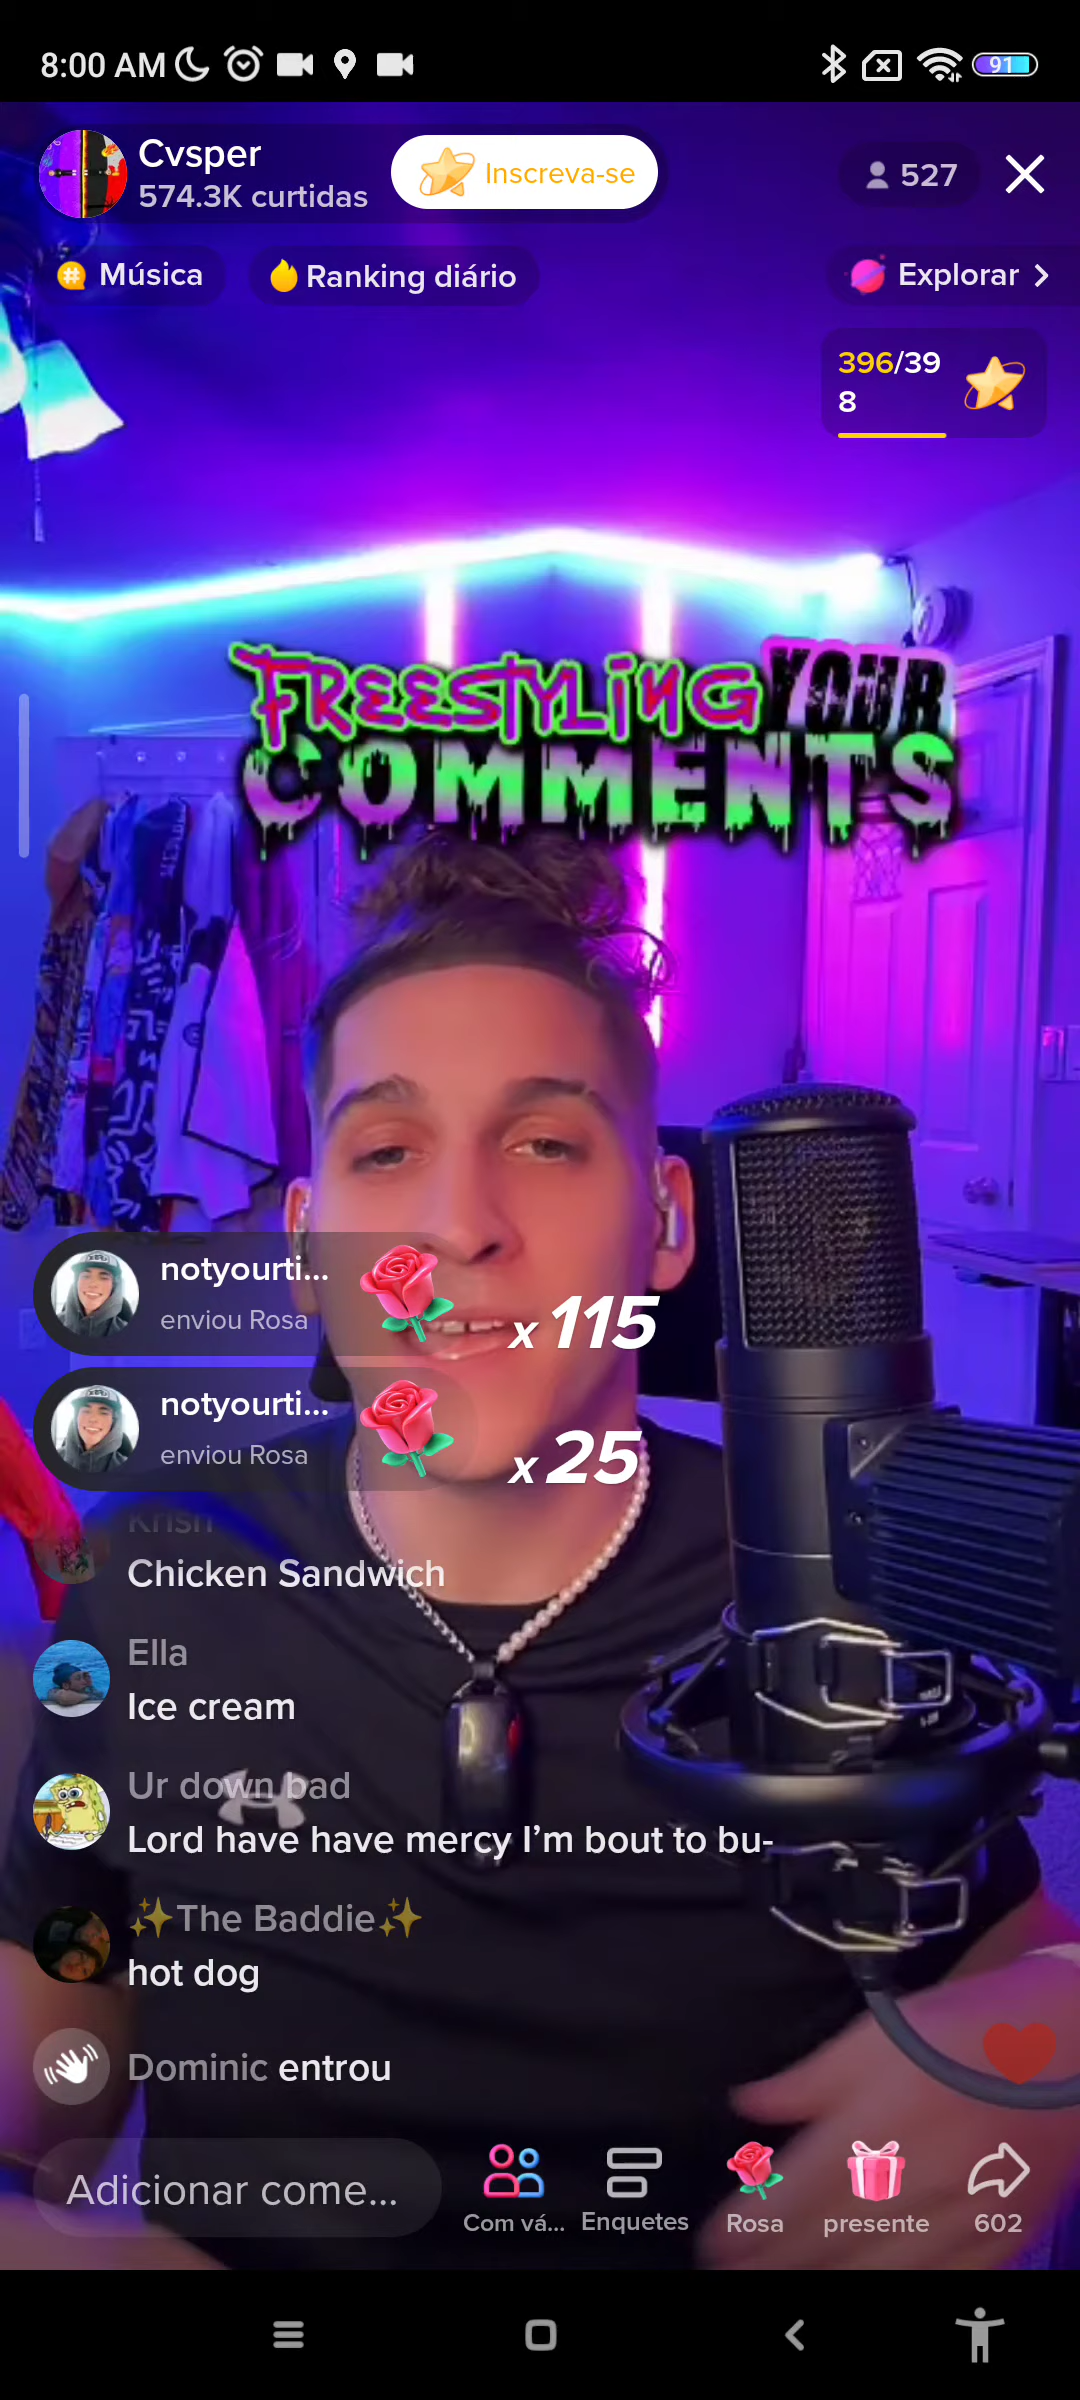 8:00 AM
91
Cvsper
574.3K curtidas
Inscreva-se
527
Música
Ranking diário
Explorar
396/39
8
FREESTYLING YOUR
COMMENTS
notyourti...
enviou Rosa
x 115
notyourti...
enviou Rosa
x 25
Krish
Chicken Sandwich
Ella
Ice cream
Ur down bad
Lord have have mercy I’m bout to bu-
✨The Baddie✨
hot dog
Dominic entrou
Adicionar come...
Com vá...
Enquetes
Rosa
presente
602